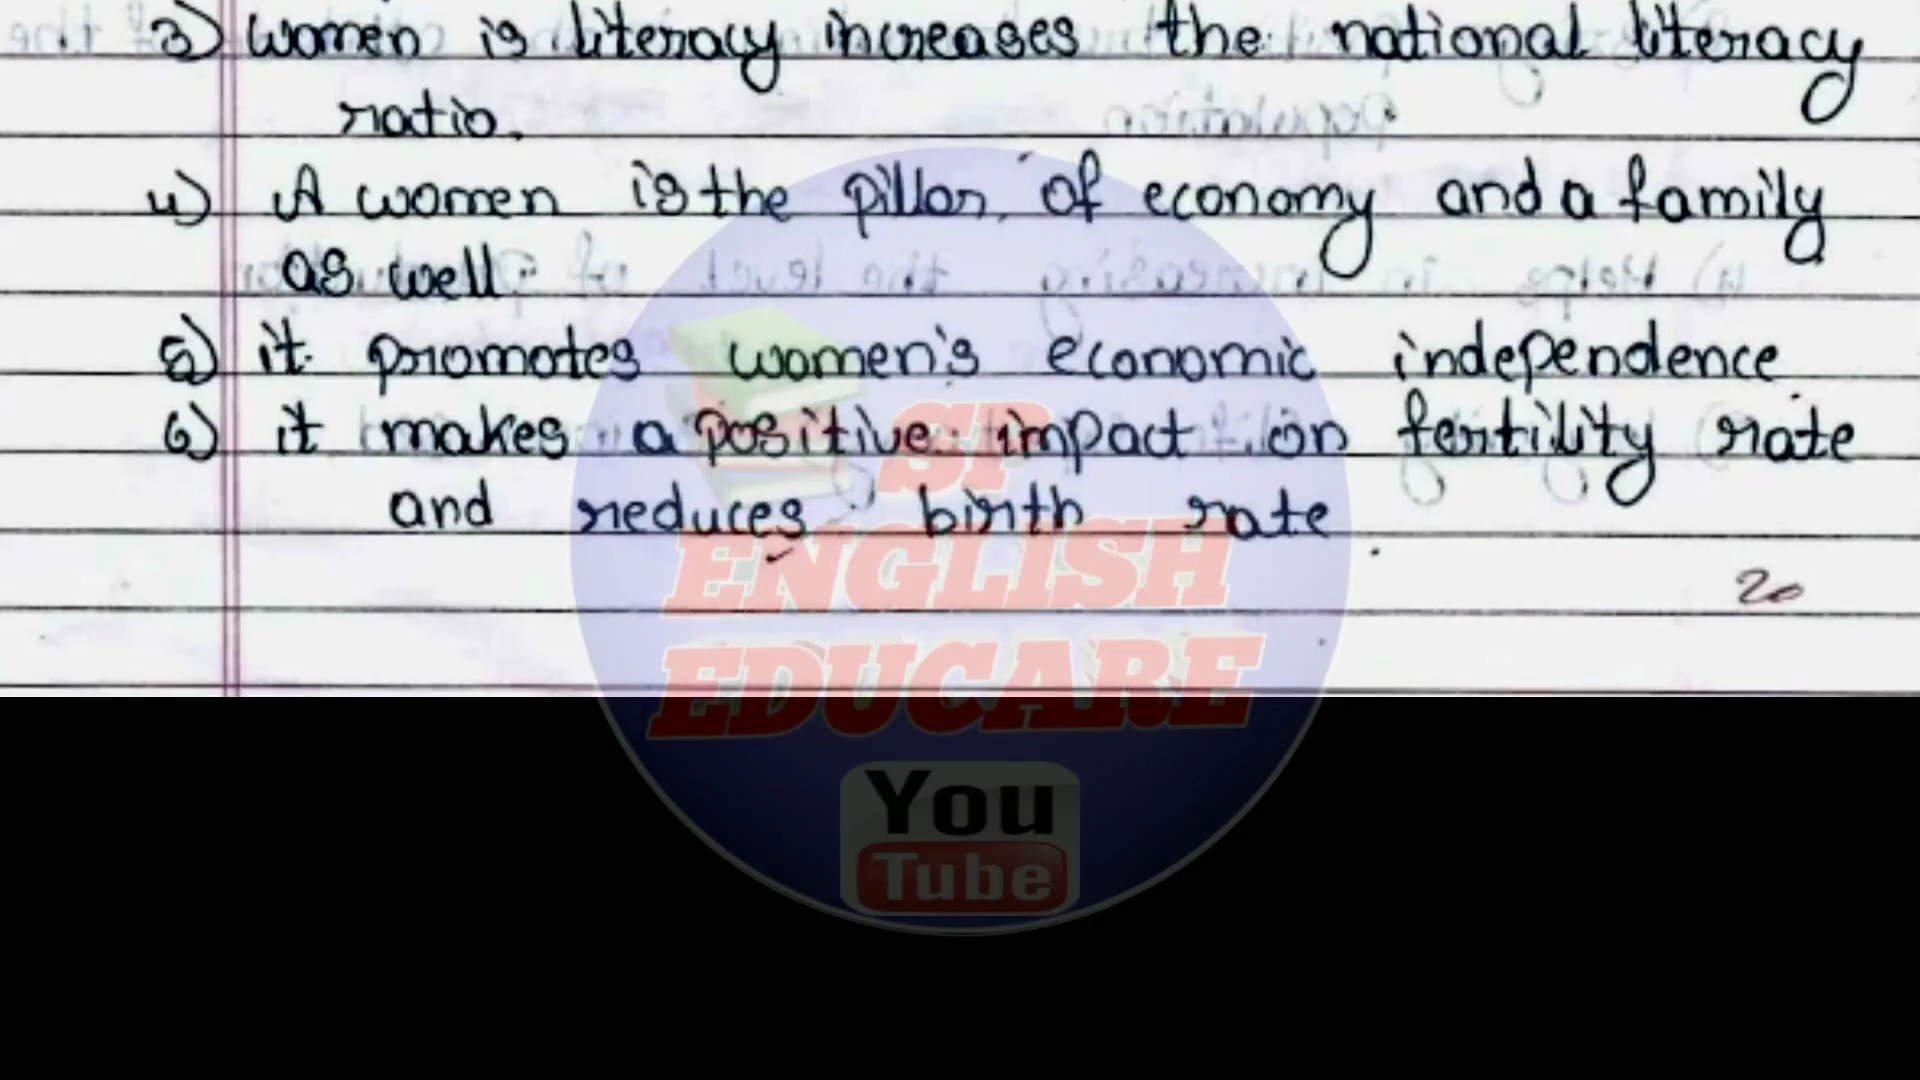 3) women is literacy increases the national literacy
ratio.
4) A women is the pillar of economy and a family
as well.
5) it promotes women's economic independence
6) it makes a positive impact on fertility rate
and reduces birth rate.
20
SP
ENGLISH
EDUCARE
You
Tube